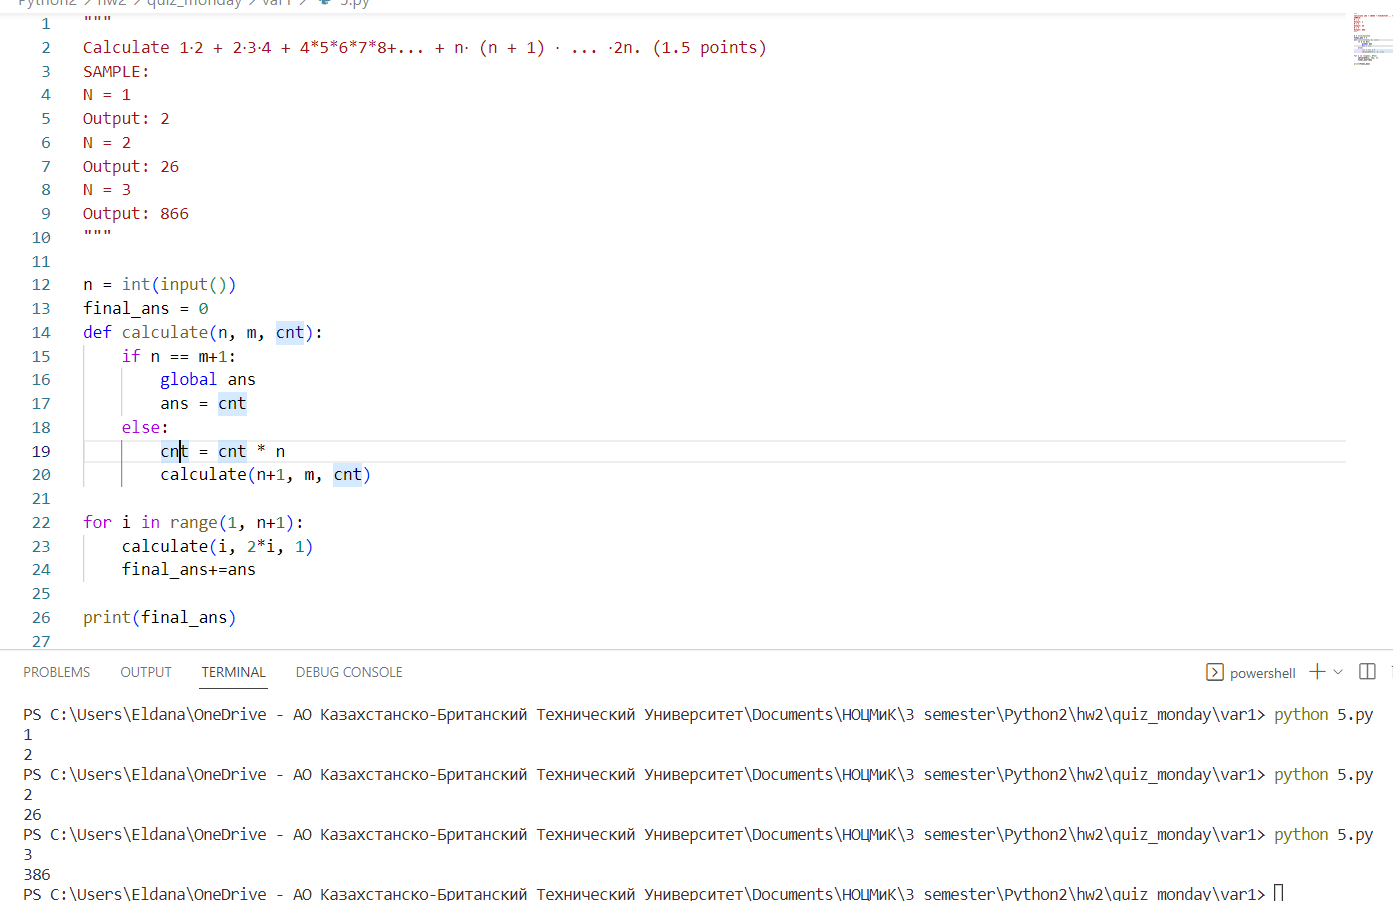 Python2 > hw2 > quiz_monday > var1 > 5.py
1 """
2 Calculate 1·2 + 2·3·4 + 4*5*6*7*8+... + n· (n + 1) · ... ·2n. (1.5 points)
3 SAMPLE:
4 N = 1
5 Output: 2
6 N = 2
7 Output: 26
8 N = 3
9 Output: 866
10 """
11
12 n = int(input())
13 final_ans = 0
14 def calculate(n, m, cnt):
15 if n == m+1:
16 global ans
17 ans = cnt
18 else:
19 cnt = cnt * n
20 calculate(n+1, m, cnt)
21
22 for i in range(1, n+1):
23 calculate(i, 2*i, 1)
24 final_ans+=ans
25
26 print(final_ans)
27
PROBLEMS OUTPUT TERMINAL DEBUG CONSOLE powershell
PS C:\Users\Eldana\OneDrive - АО Казахстанско-Британский Технический Университет\Documents\НОЦМиК\3 semester\Python2\hw2\quiz_monday\var1> python 5.py
1
2
PS C:\Users\Eldana\OneDrive - АО Казахстанско-Британский Технический Университет\Documents\НОЦМиК\3 semester\Python2\hw2\quiz_monday\var1> python 5.py
2
26
PS C:\Users\Eldana\OneDrive - АО Казахстанско-Британский Технический Университет\Documents\НОЦМиК\3 semester\Python2\hw2\quiz_monday\var1> python 5.py
3
386
PS C:\Users\Eldana\OneDrive - АО Казахстанско-Британский Технический Университет\Documents\НОЦМиК\3 semester\Python2\hw2\quiz_monday\var1>